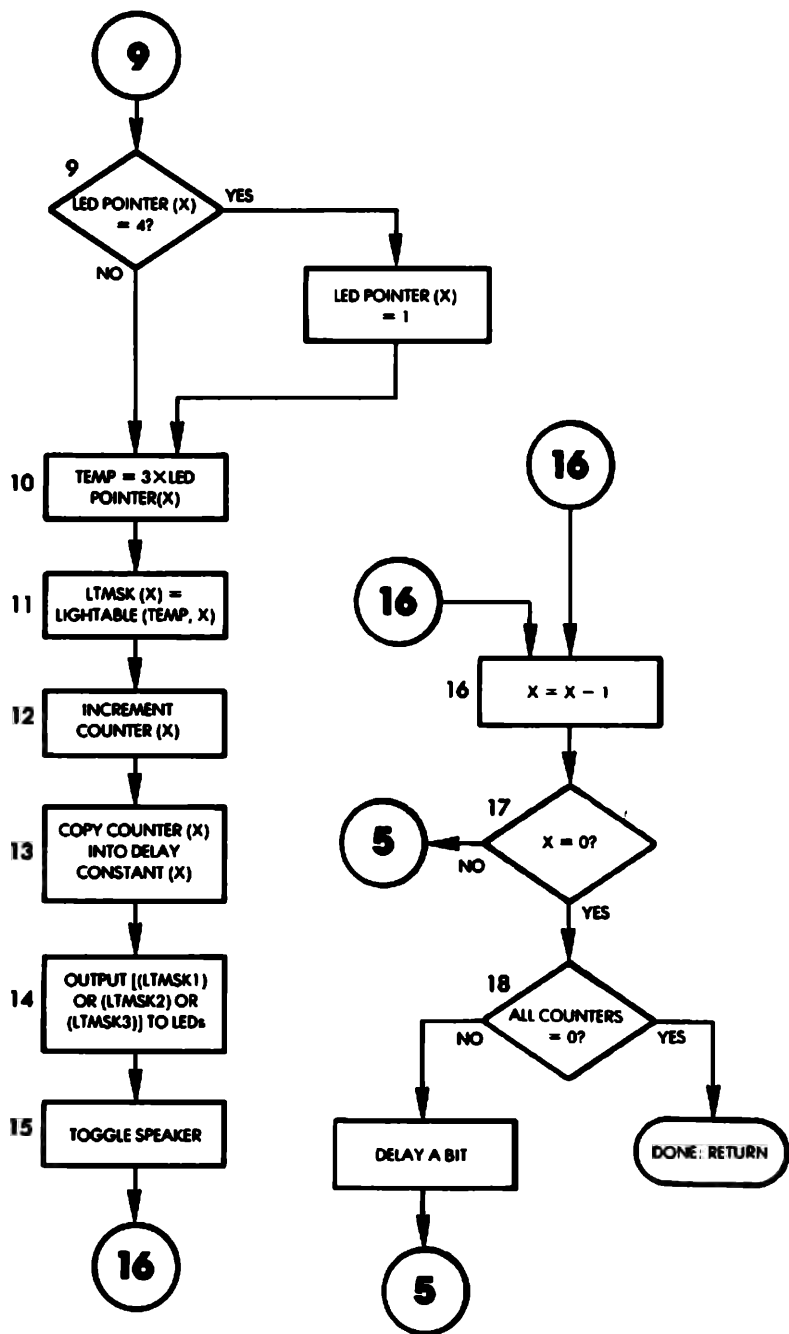 9
9
LED POINTER (X)
= 4?
YES
NO
LED POINTER (X)
= 1
10
TEMP = 3×LED
POINTER(X)
11
LTMSK (X) =
LIGHTABLE (TEMP, X)
12
INCREMENT
COUNTER (X)
13
COPY COUNTER (X)
INTO DELAY
CONSTANT (X)
14
OUTPUT [(LTMSK1)
OR (LTMSK2) OR
(LTMSK3)] TO LEDs
15
TOGGLE SPEAKER
16
16
16
16
X = X − 1
17
X = 0?
NO
5
YES
18
ALL COUNTERS
= 0?
NO
YES
DELAY A BIT
DONE: RETURN
5